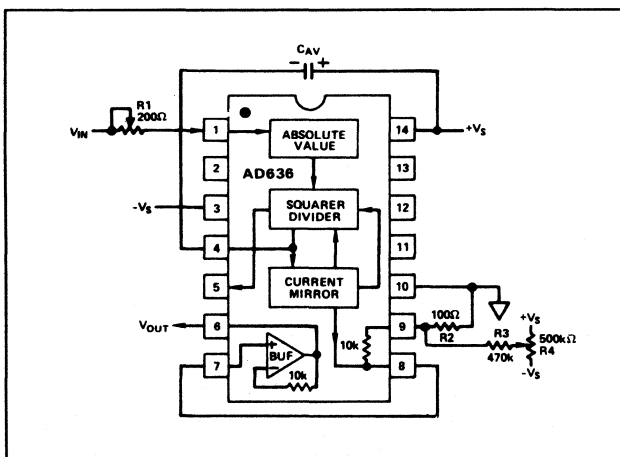 CAV
− +
R1
200Ω
VIN
1
ABSOLUTE
VALUE
14
+VS
2
AD636
13
−VS
3
SQUARER
DIVIDER
12
4
11
5
CURRENT
MIRROR
10
VOUT
6
10k
9
100Ω
R2
+VS
R3
470k
500kΩ
R4
−VS
7
+
−
BUF
10k
8